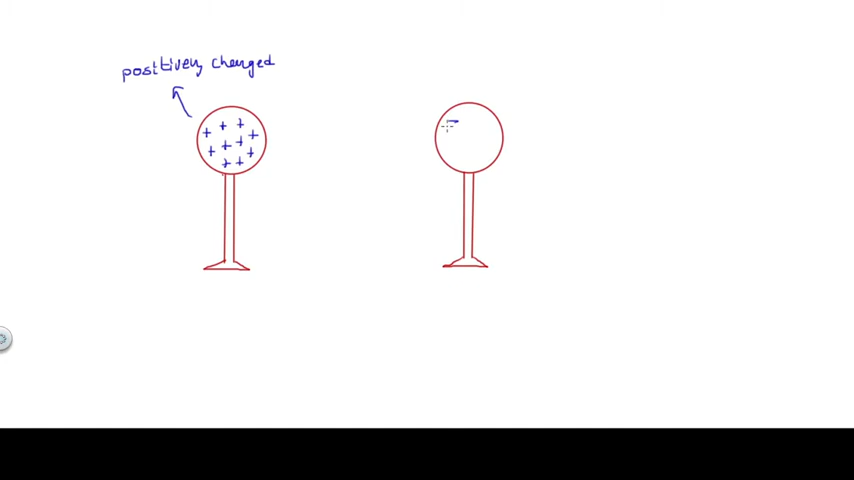 positively charged
+ + + + + + + + + +
-